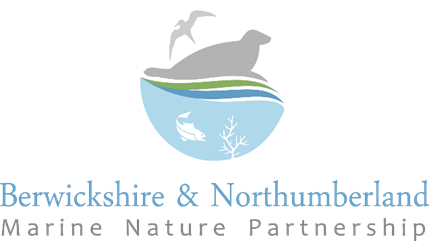 Berwickshire & Northumberland
Marine Nature Partnership